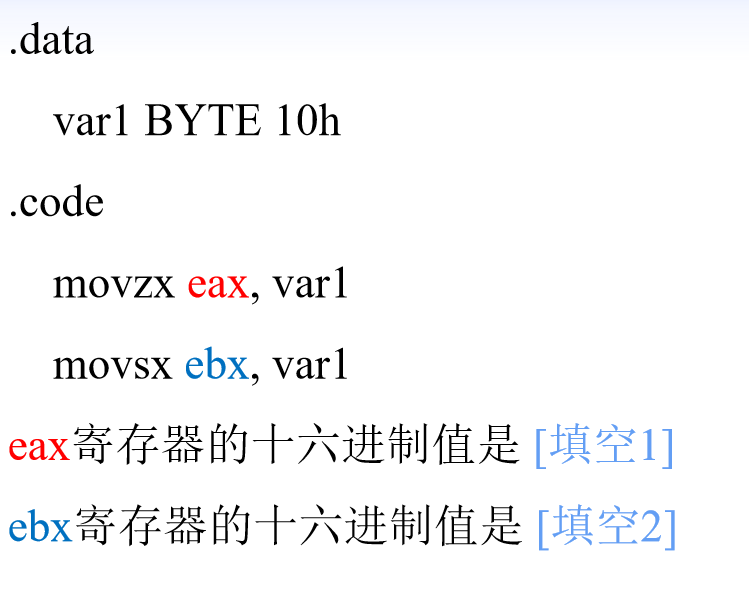 .data
var1 BYTE 10h
.code
movzx eax, var1
movsx ebx, var1
eax寄存器的十六进制值是 [填空1]
ebx寄存器的十六进制值是 [填空2]